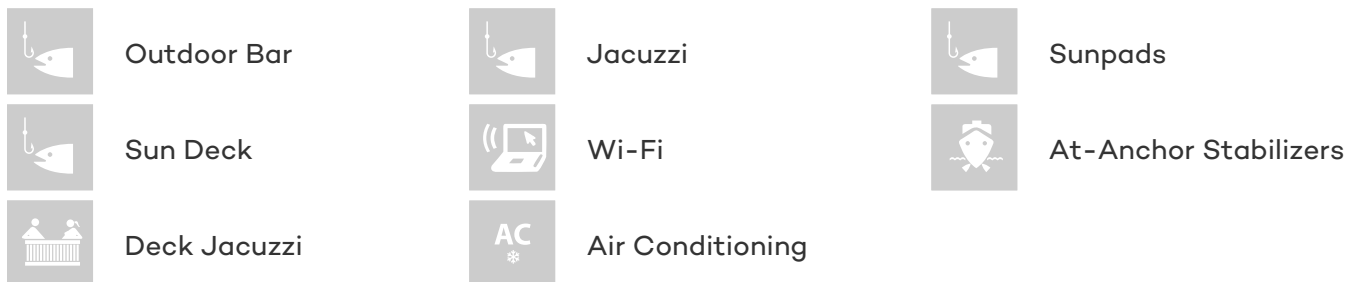 Outdoor Bar
Jacuzzi
Sunpads
Sun Deck
Wi-Fi
At-Anchor Stabilizers
Deck Jacuzzi
AC
Air Conditioning